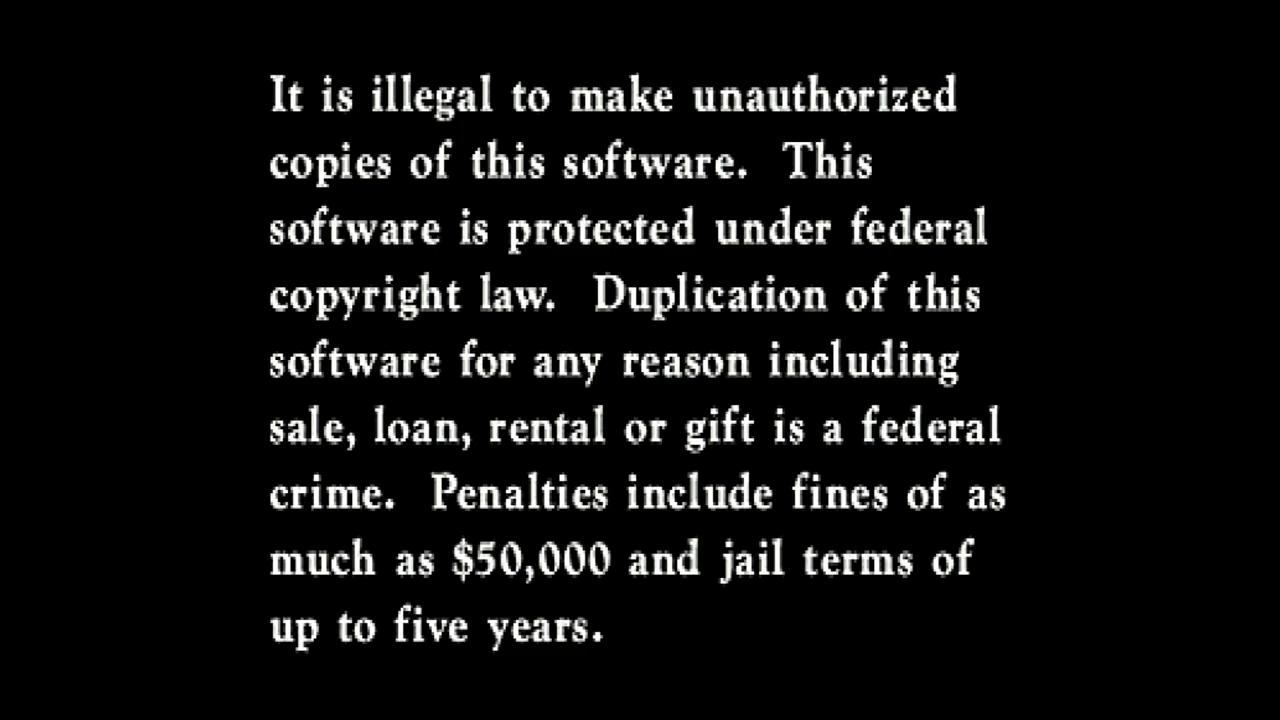 It is illegal to make unauthorized
copies of this software.  This
software is protected under federal
copyright law.  Duplication of this
software for any reason including
sale, loan, rental or gift is a federal
crime.  Penalties include fines of as
much as $50,000 and jail terms of
up to five years.